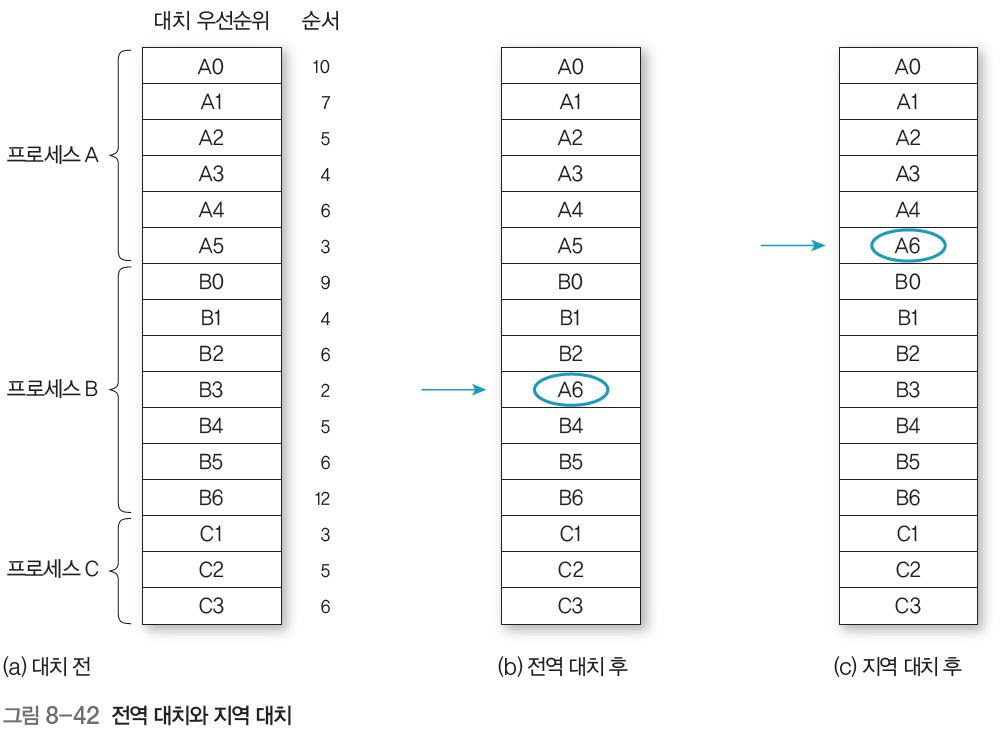 대치 우선순위 순서
A0 10 A0 A0
A1 7 A1 A1
A2 5 A2 A2
프로세스 A A3 4 A3 A3
A4 6 A4 A4
A5 3 A5 A6
B0 9 B0 B0
B1 4 B1 B1
B2 6 B2 B2
프로세스 B B3 2 A6 B3
B4 5 B4 B4
B5 6 B5 B5
B6 12 B6 B6
C1 3 C1 C1
프로세스 C C2 5 C2 C2
C3 6 C3 C3
(a) 대치 전 (b) 전역 대치 후 (c) 지역 대치 후
그림 8-42 전역 대치와 지역 대치